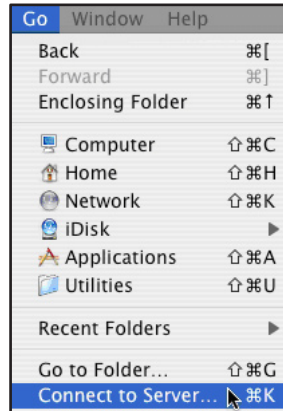 Go Window Help
Back ⌘[
Forward ⌘]
Enclosing Folder ⌘↑
Computer ⇧⌘C
Home ⇧⌘H
Network ⇧⌘K
iDisk ▶
Applications ⇧⌘A
Utilities ⇧⌘U
Recent Folders ▶
Go to Folder... ⇧⌘G
Connect to Server... ⌘K